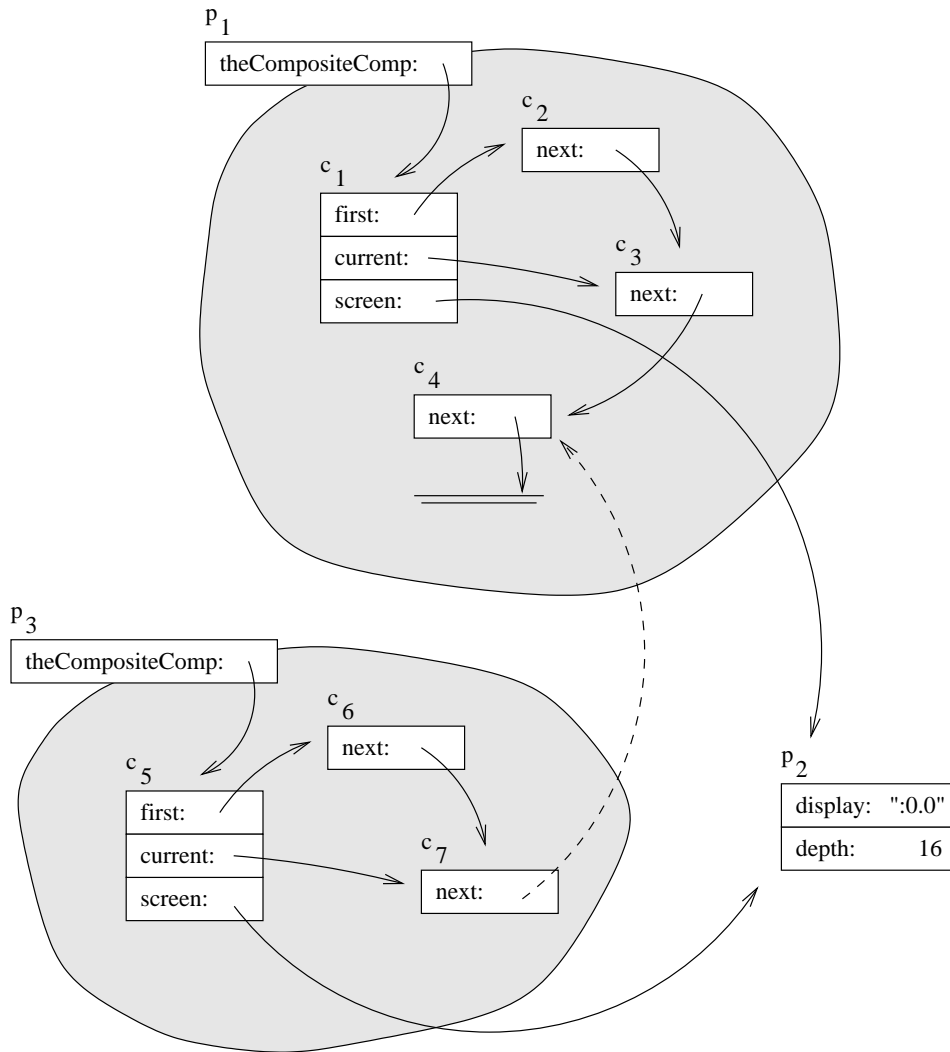 p1
theCompositeComp:
c2
next:
c1
first:
current:
screen:
c3
next:
c4
next:
p3
theCompositeComp:
c6
next:
c5
first:
current:
screen:
c7
next:
p2
display: ":0.0"
depth: 16